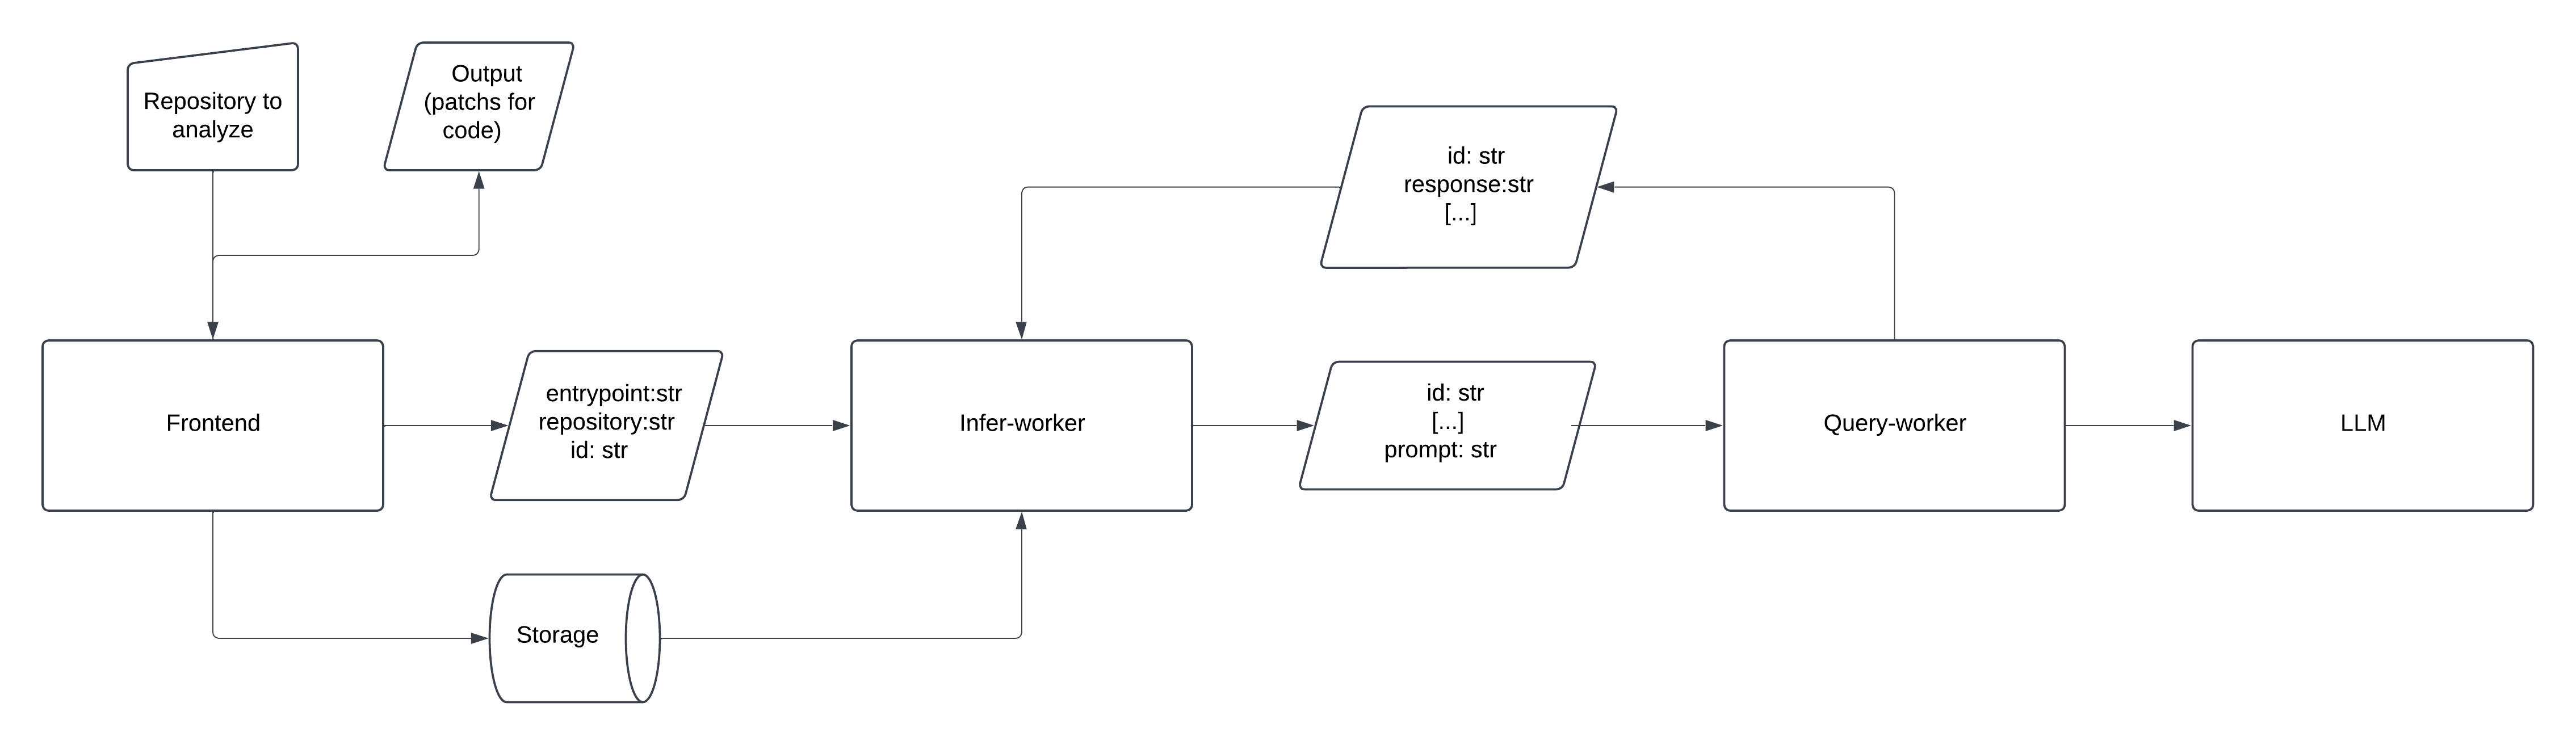 Repository to
analyze
Output
(patchs for
code)
id: str
response:str
[...]
Frontend
entrypoint:str
repository:str
id: str
Infer-worker
id: str
[...]
prompt: str
Query-worker
LLM
Storage